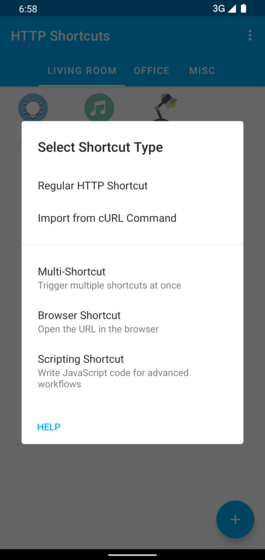 6:58
3G
HTTP Shortcuts
LIVING ROOM
OFFICE
MISC
Select Shortcut Type
Regular HTTP Shortcut
Import from cURL Command
Multi-Shortcut
Trigger multiple shortcuts at once
Browser Shortcut
Open the URL in the browser
Scripting Shortcut
Write JavaScript code for advanced
workflows
HELP